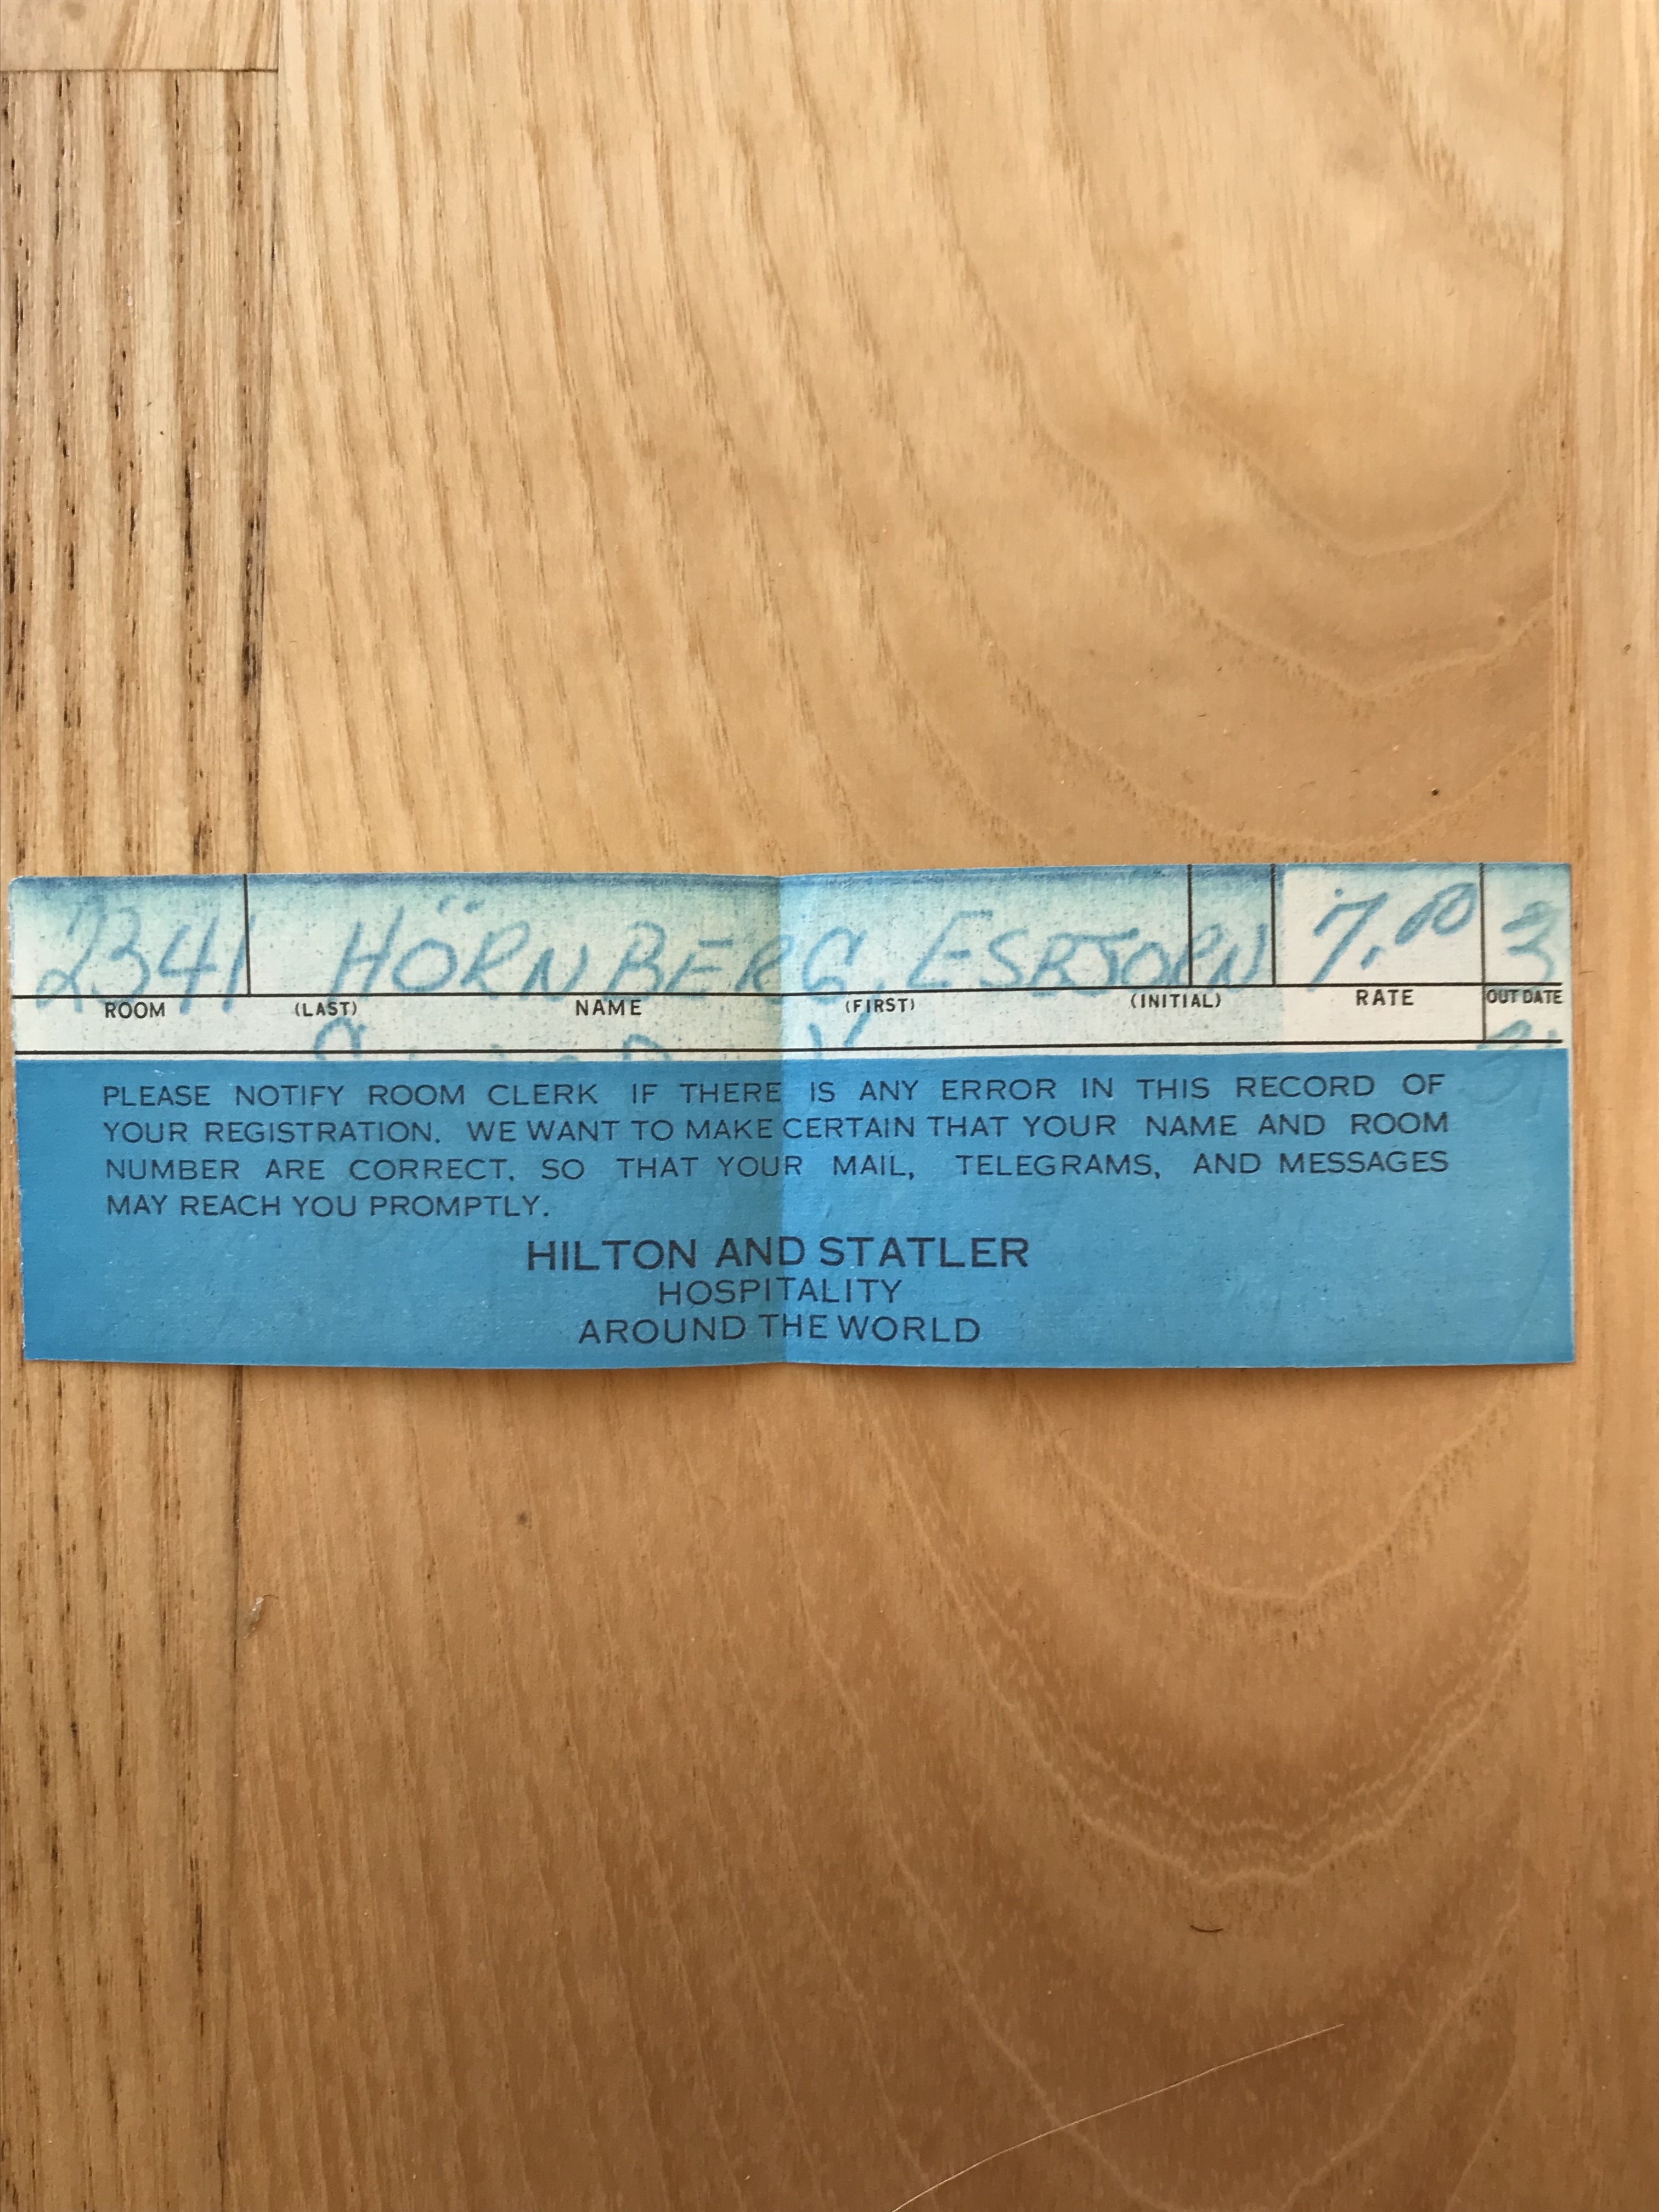 2341 HÖRNBERG, ESBJORN 7.00 3
ROOM (LAST) NAME (FIRST) (INITIAL) RATE OUT DATE
PLEASE NOTIFY ROOM CLERK IF THERE IS ANY ERROR IN THIS RECORD OF
YOUR REGISTRATION. WE WANT TO MAKE CERTAIN THAT YOUR NAME AND ROOM
NUMBER ARE CORRECT, SO THAT YOUR MAIL, TELEGRAMS, AND MESSAGES
MAY REACH YOU PROMPTLY.
HILTON AND STATLER
HOSPITALITY
AROUND THE WORLD